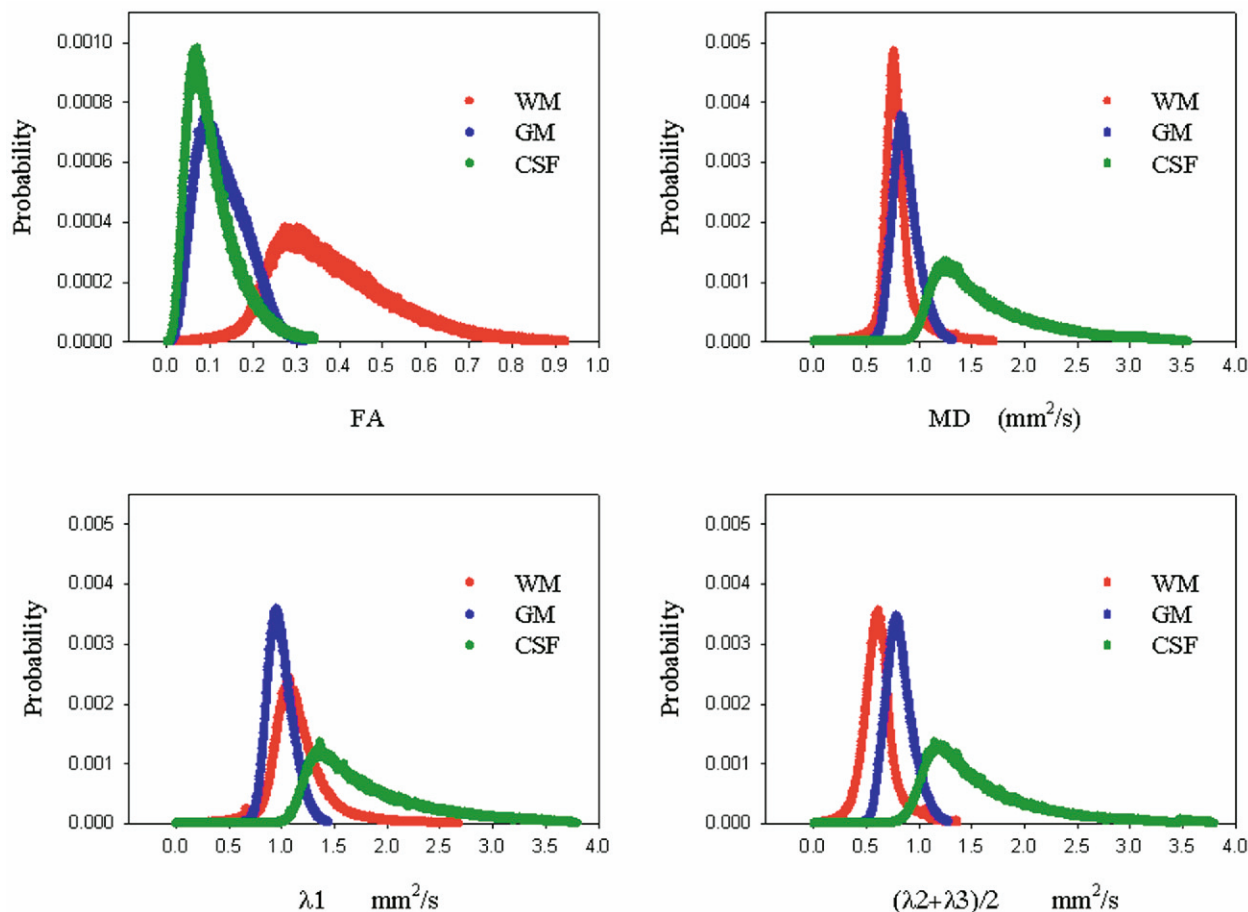 0.0010
0.0008
0.0006
0.0004
0.0002
0.0000
Probability
WM
GM
CSF
0.0 0.1 0.2 0.3 0.4 0.5 0.6 0.7 0.8 0.9 1.0
FA
0.005
0.004
0.003
0.002
0.001
0.000
Probability
WM
GM
CSF
0.0 0.5 1.0 1.5 2.0 2.5 3.0 3.5 4.0
MD (mm²/s)
0.005
0.004
0.003
0.002
0.001
0.000
Probability
WM
GM
CSF
0.0 0.5 1.0 1.5 2.0 2.5 3.0 3.5 4.0
λ1 mm²/s
0.005
0.004
0.003
0.002
0.001
0.000
Probability
WM
GM
CSF
0.0 0.5 1.0 1.5 2.0 2.5 3.0 3.5 4.0
(λ2+λ3)/2 mm²/s